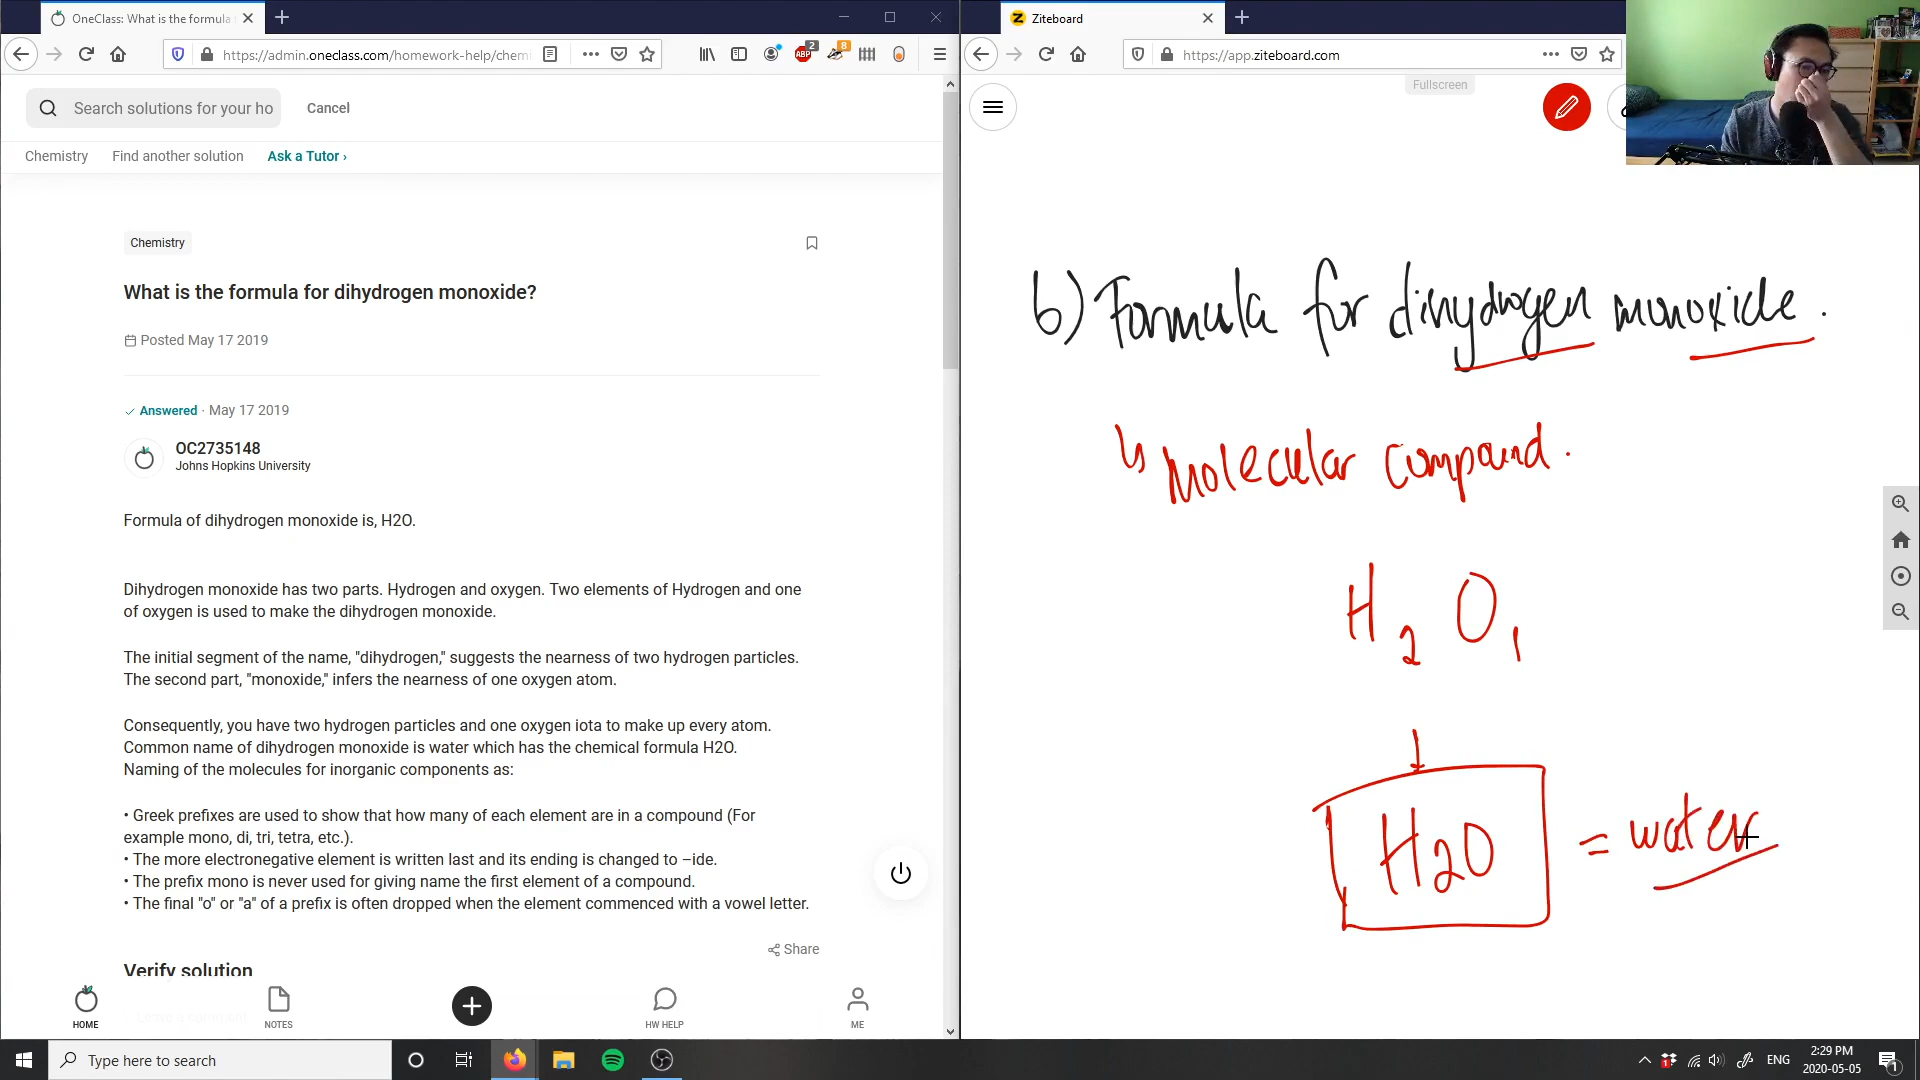 OneClass: What is the formula
Ziteboard
https://admin.oneclass.com/homework-help/chemi
ABP
2
8
https://app.ziteboard.com
Search solutions for your ho
Cancel
Fullscreen
Chemistry
Find another solution
Ask a Tutor ›
Chemistry
What is the formula for dihydrogen monoxide?
Posted May 17 2019
Answered · May 17 2019
OC2735148
Johns Hopkins University
Formula of dihydrogen monoxide is, H2O.
Dihydrogen monoxide has two parts. Hydrogen and oxygen. Two elements of Hydrogen and one
of oxygen is used to make the dihydrogen monoxide.
The initial segment of the name, "dihydrogen," suggests the nearness of two hydrogen particles.
The second part, "monoxide," infers the nearness of one oxygen atom.
Consequently, you have two hydrogen particles and one oxygen iota to make up every atom.
Common name of dihydrogen monoxide is water which has the chemical formula H2O.
Naming of the molecules for inorganic components as:
• Greek prefixes are used to show that how many of each element are in a compound (For
example mono, di, tri, tetra, etc.).
• The more electronegative element is written last and its ending is changed to –ide.
• The prefix mono is never used for giving name the first element of a compound.
• The final "o" or "a" of a prefix is often dropped when the element commenced with a vowel letter.
Share
Verify solution
Leave a comment
HOME
NOTES
HW HELP
ME
6) Formula for dihydrogen monoxide.
↳ Molecular compound.
H2 O1
↓
H2O = water
Type here to search
ENG
2:29 PM
2020-05-05
1